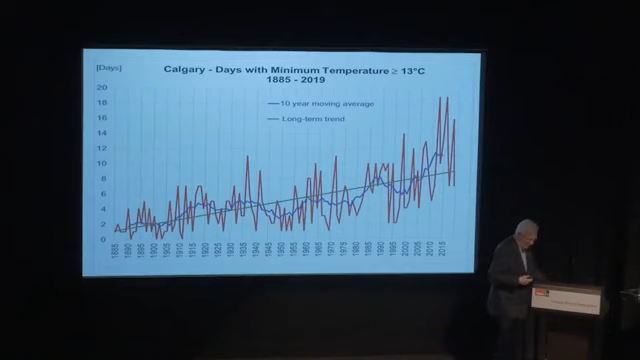 [Days]
Calgary - Days with Minimum Temperature ≥ 13°C
1885 - 2019
20
18
16
14
12
10
8
6
4
2
0
10 year moving average
Long-term trend
1885 1890 1895 1900 1905 1910 1915 1920 1925 1930 1935 1940 1945 1950 1955 1960 1965 1970 1975 1980 1985 1990 1995 2000 2005 2010 2015